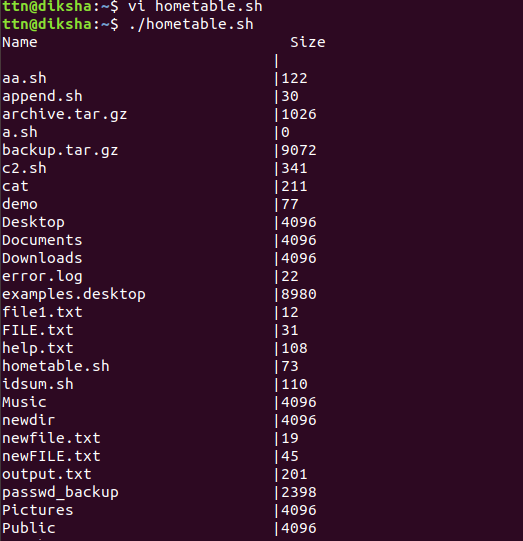 ttn@diksha:~$ vi hometable.sh
ttn@diksha:~$ ./hometable.sh
Name                            Size
                              |
aa.sh                         |122
append.sh                     |30
archive.tar.gz                |1026
a.sh                          |0
backup.tar.gz                 |9072
c2.sh                         |341
cat                           |211
demo                          |77
Desktop                       |4096
Documents                     |4096
Downloads                     |4096
error.log                     |22
examples.desktop              |8980
file1.txt                     |12
FILE.txt                      |31
help.txt                      |108
hometable.sh                  |73
idsum.sh                      |110
Music                         |4096
newdir                        |4096
newfile.txt                   |19
newFILE.txt                   |45
output.txt                    |201
passwd_backup                 |2398
Pictures                      |4096
Public                        |4096